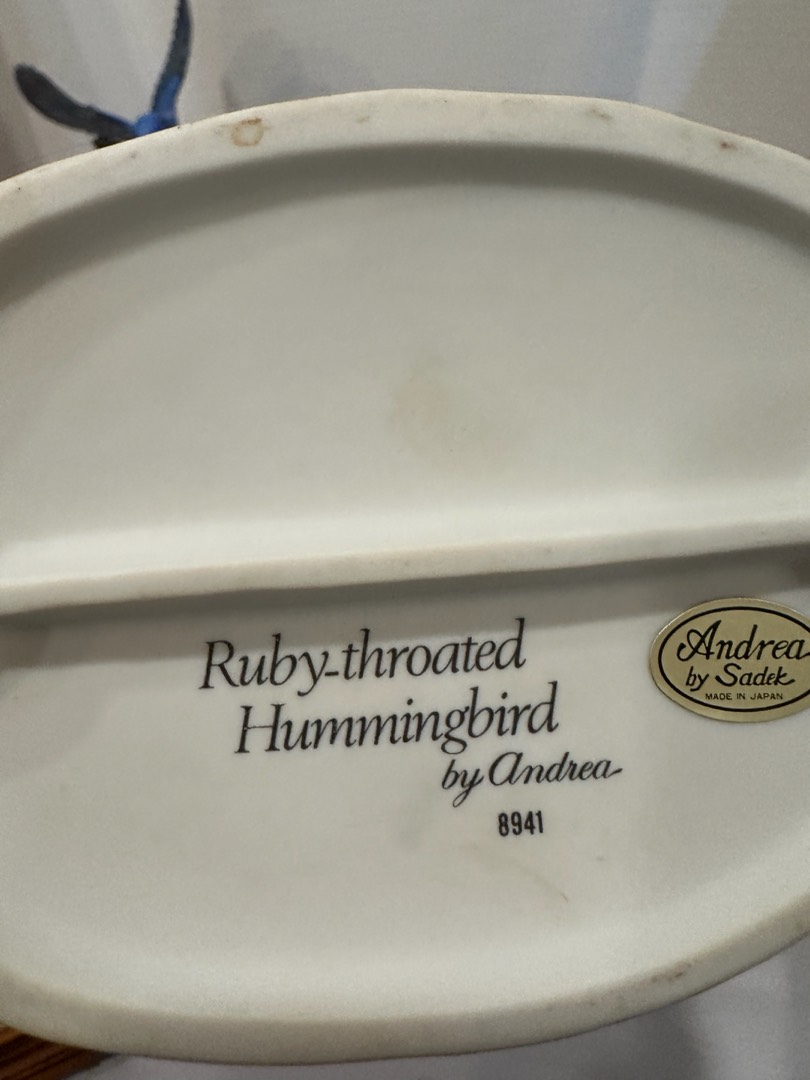 Ruby-throated
Hummingbird
by Andrea
8941
Andrea
by Sadek
MADE IN JAPAN